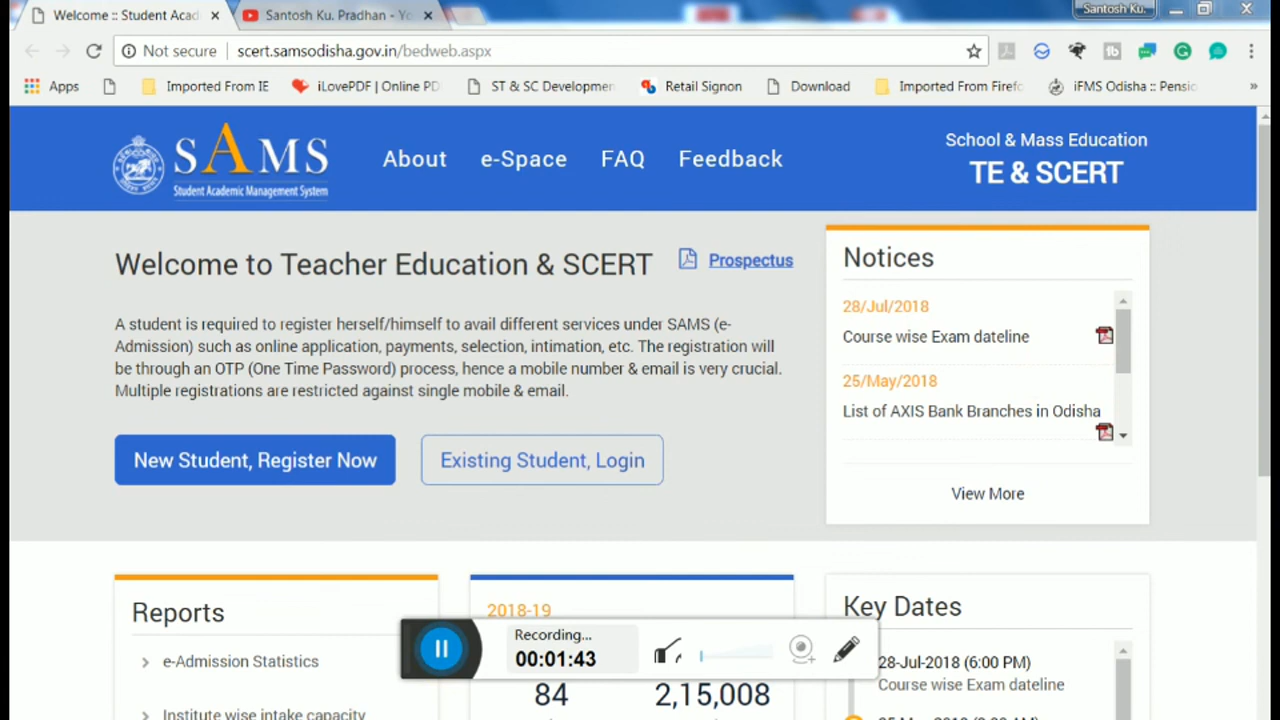 Welcome :: Student Acad
Santosh Ku. Pradhan - Yo
Santosh Ku.
Not secure
scert.samsodisha.gov.in/bedweb.aspx
Apps
Imported From IE
iLovePDF | Online PD
ST & SC Developmen
Retail Signon
Download
Imported From Firefo
iFMS Odisha :: Pensio
»
SAMS
Student Academic Management System
About
e-Space
FAQ
Feedback
School & Mass Education
TE & SCERT
Welcome to Teacher Education & SCERT
Prospectus
A student is required to register herself/himself to avail different services under SAMS (e-
Admission) such as online application, payments, selection, intimation, etc. The registration will
be through an OTP (One Time Password) process, hence a mobile number & email is very crucial.
Multiple registrations are restricted against single mobile & email.
New Student, Register Now
Existing Student, Login
Notices
28/Jul/2018
Course wise Exam dateline
25/May/2018
List of AXIS Bank Branches in Odisha
View More
Reports
e-Admission Statistics
Institute wise intake capacity
2018-19
84
2,15,008
Recording...
00:01:43
Key Dates
28-Jul-2018 (6:00 PM)
Course wise Exam dateline